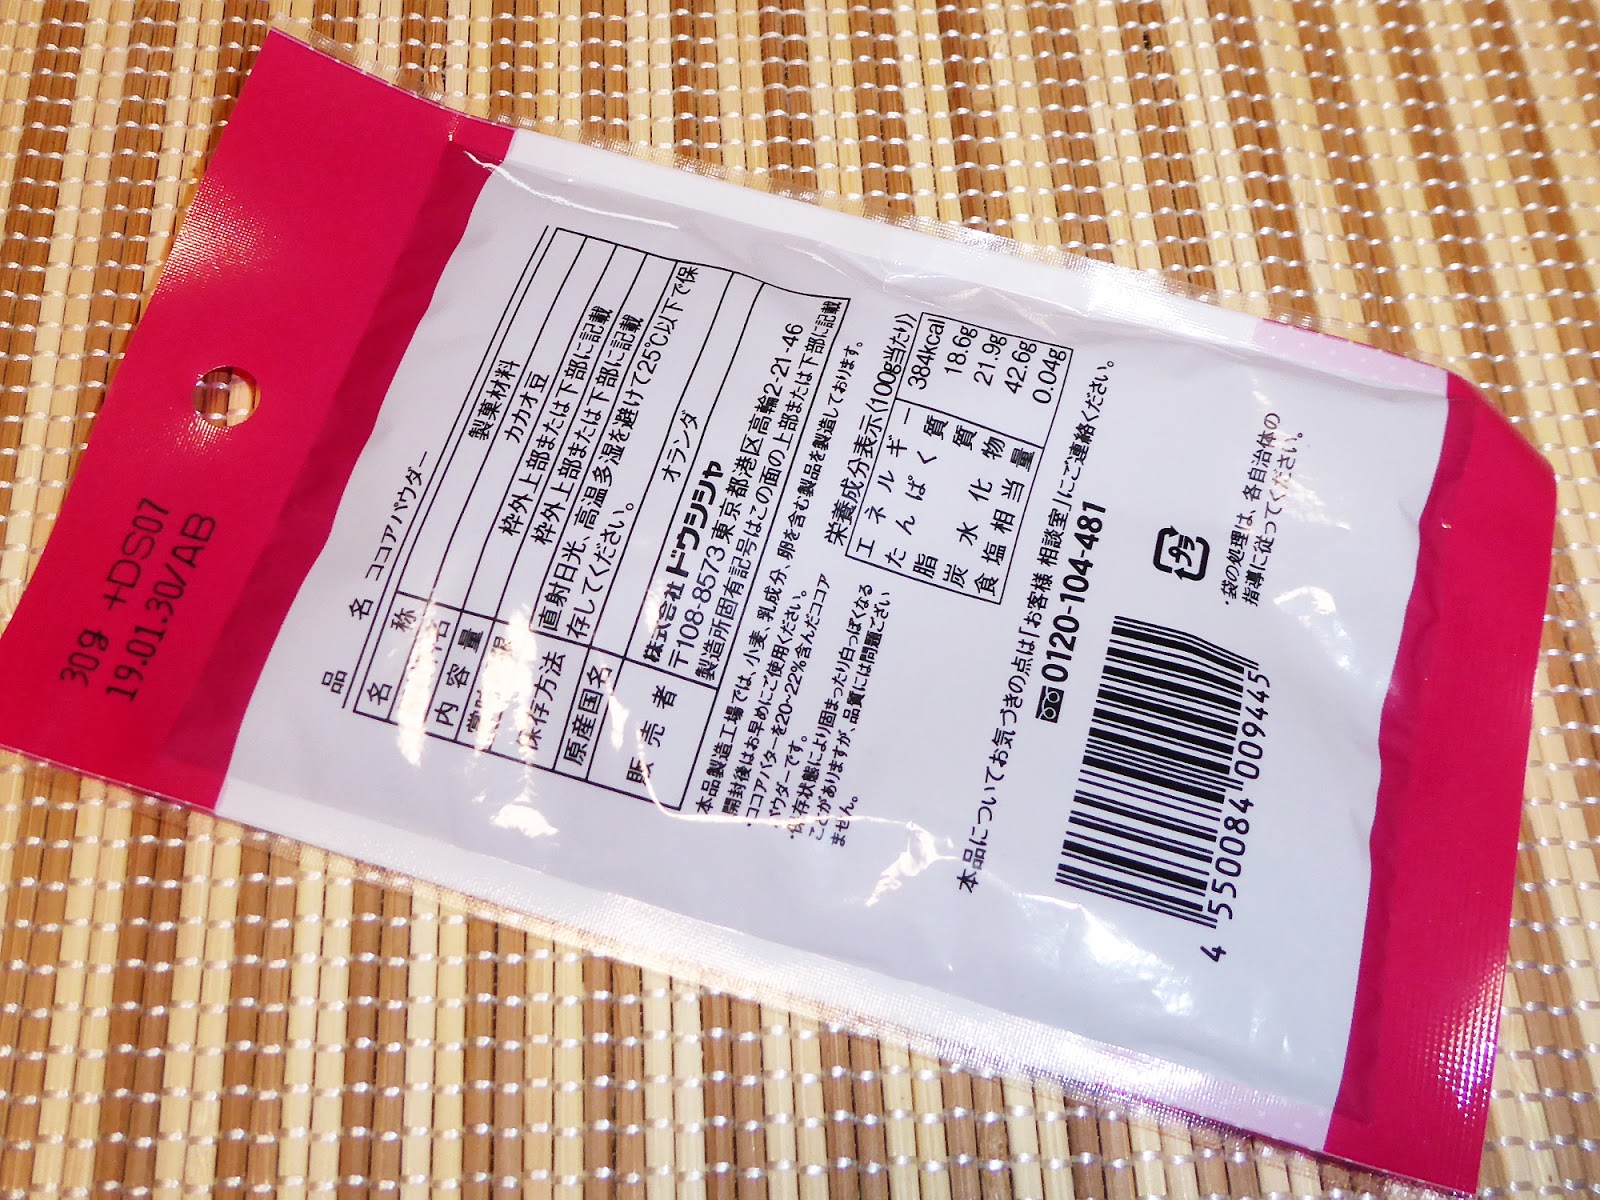 30g +DS07
19.01.30/AB
品 名 ココアパウダー
名 称 製菓材料
カカオ豆
内容量 枠外上部または下部に記載
枠外上部または下部に記載
保存方法 直射日光、高温多湿を避けて25℃以下で保
存してください。
原産国名 オランダ
販売者 株式会社ドウシシャ
〒108-8573 東京都港区高輪2-21-46
製造所固有記号はこの面の上部または下部に記載
本品製造工場では、小麦、乳成分、卵を含む製品を製造しております。
開封後はお早めにご使用ください。
・ココアバターを20~22%含んだココア
パウダーです。
・保存状態により固まったり白っぽくなる
ことがありますが、品質には問題ござい
ません。
栄養成分表示〈100g当たり〉
エネルギー 384kcal
たんぱく質 18.6g
脂質 21.9g
炭水化物 42.6g
食塩相当量 0.04g
本品についてお気づきの点は「お客様 相談室」にご連絡ください。
0120-104-481
4 550084 009445
プラ
・袋の処理は、各自治体の
指導に従ってください。